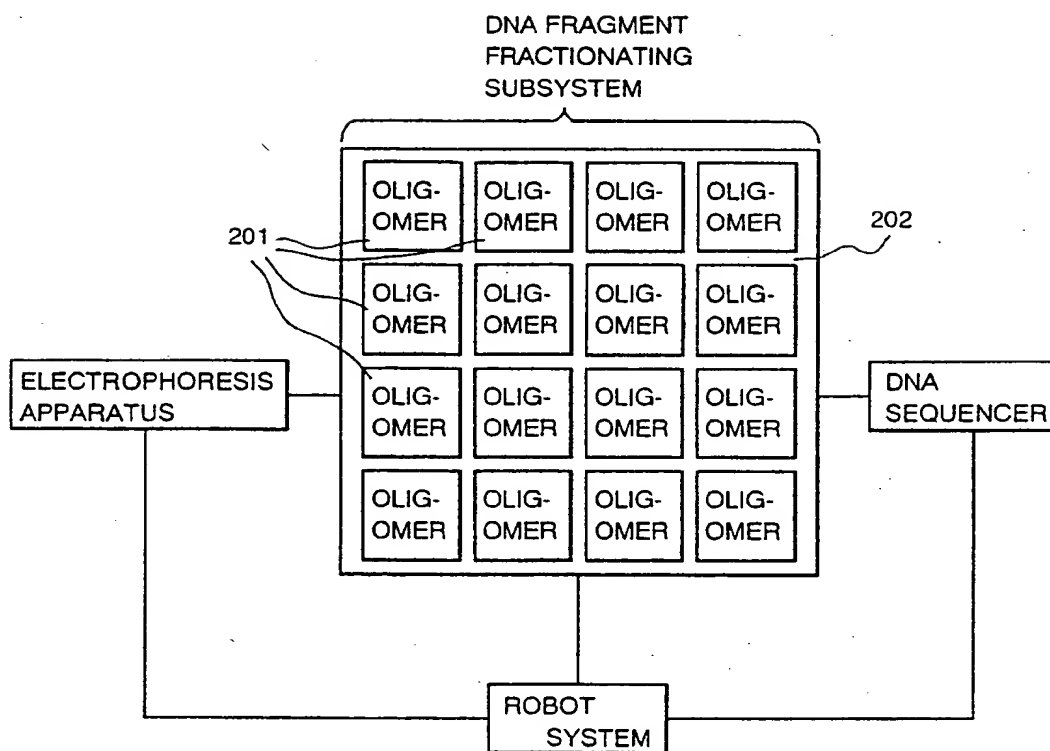 DNA FRAGMENT
FRACTIONATING
SUBSYSTEM
OLIG- OLIG- OLIG- OLIG-
OMER OMER OMER OMER
201
202
OLIG- OLIG- OLIG- OLIG-
OMER OMER OMER OMER
ELECTROPHORESIS
APPARATUS
OLIG- OLIG- OLIG- OLIG-
OMER OMER OMER OMER
DNA
SEQUENCER
OLIG- OLIG- OLIG- OLIG-
OMER OMER OMER OMER
ROBOT
SYSTEM